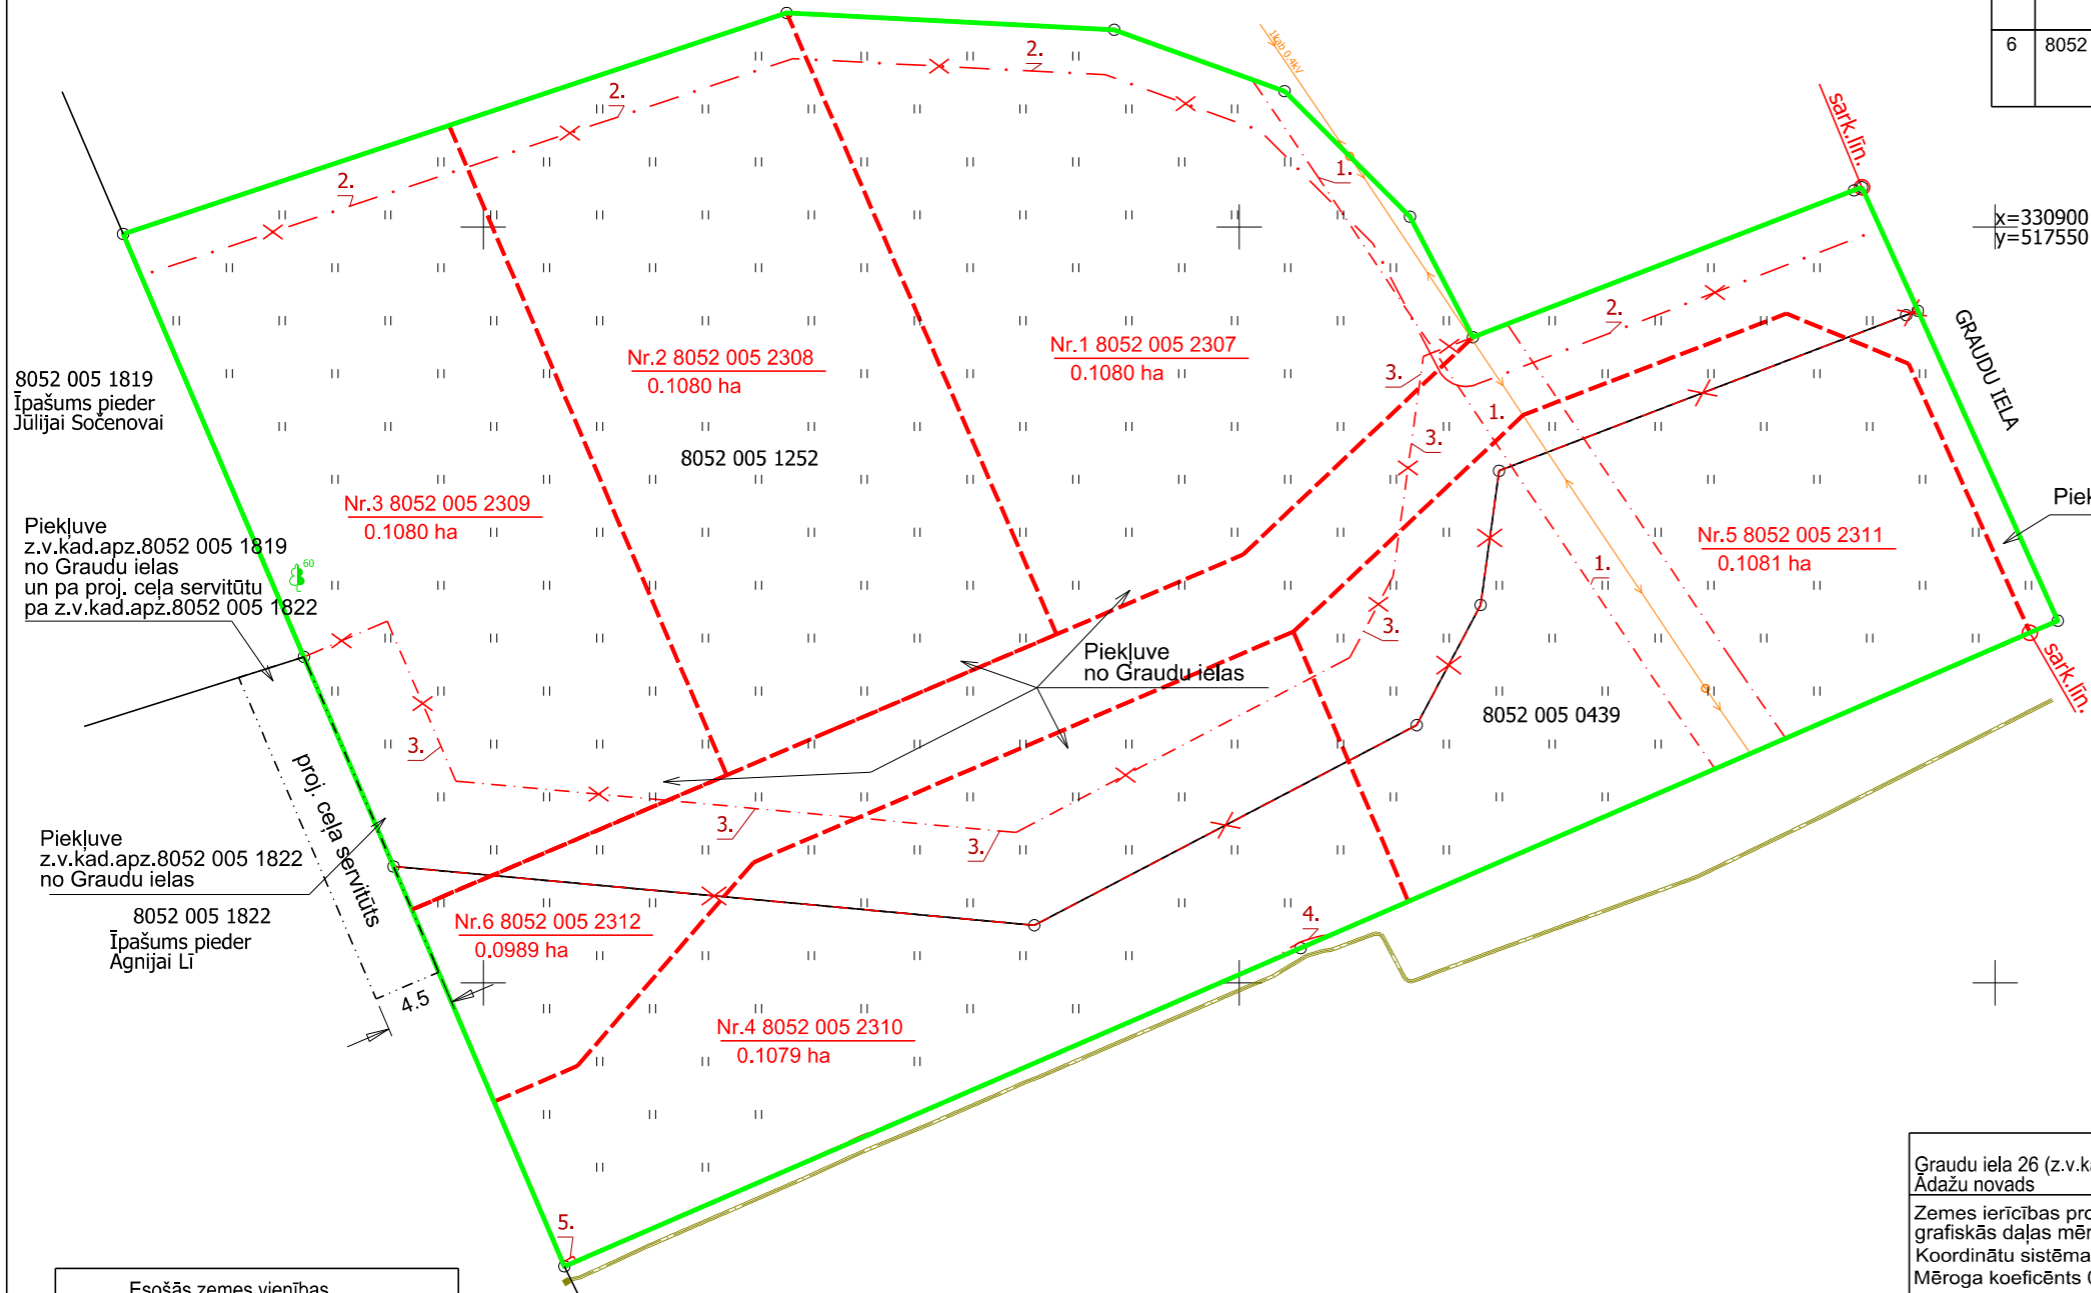 6 8052
1kab 0.4kV
sark.līn.
x=330900
y=517550
GRAUDU IELA
2.
2.
2.
1.
2.
3.
1.
3.
Nr.2 8052 005 2308
0.1080 ha
Nr.1 8052 005 2307
0.1080 ha
8052 005 1819
Īpašums pieder
Jūlijai Sočenovai
8052 005 1252
Nr.3 8052 005 2309
0.1080 ha
Piekļuve
z.v.kad.apz.8052 005 1819
no Graudu ielas
un pa proj. ceļa servitūtu
pa z.v.kad.apz.8052 005 1822
60
Nr.5 8052 005 2311
0.1081 ha
1.
3.
Piekļuve
no Graudu ielas
sark.līn.
8052 005 0439
3.
proj. ceļa servitūts
3.
3.
Piekļuve
z.v.kad.apz.8052 005 1822
no Graudu ielas
8052 005 1822
Īpašums pieder
Agnijai Lī
Nr.6 8052 005 2312
0.0989 ha
4.
4.5
Nr.4 8052 005 2310
0.1079 ha
5.
Esošās zemes vienības
Graudu iela 26
Ādažu novads
Zemes ierīcības
grafiskās daļas
Koordinātu sistēma
Mēroga koeficents